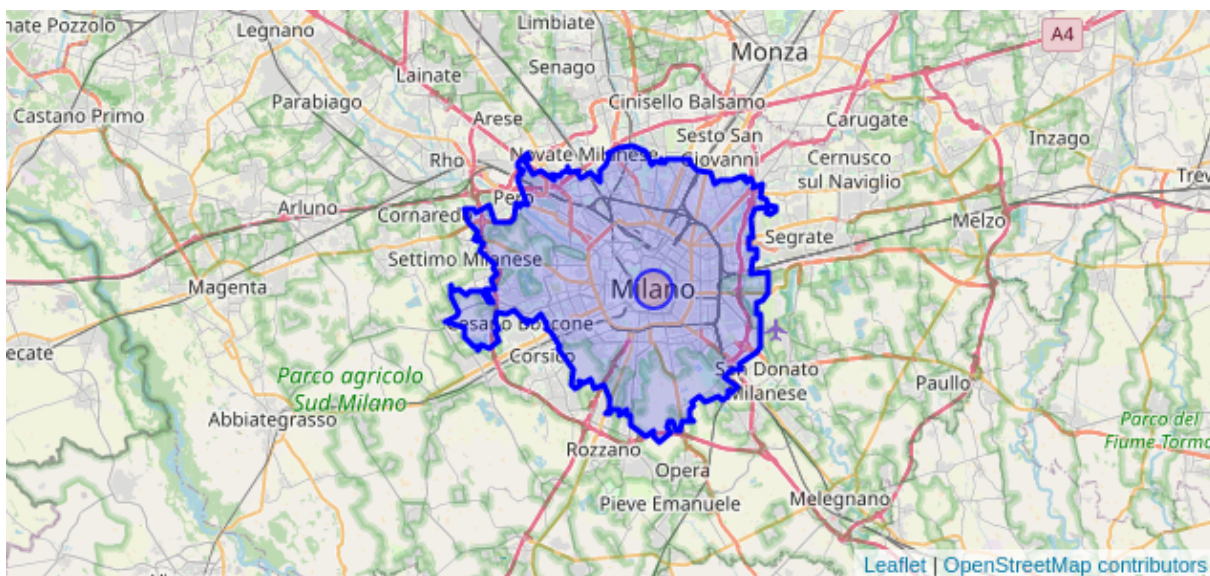 nate Pozzolo
Legnano
Limbiate
Monza
A4
Lainate
Senago
Castano Primo
Parabiago
Arese
Cinisello Balsamo
Carugate
Inzago
Rho
Novate Milanese
Sesto San
Giovanni
Cernusco
sul Naviglio
Trev
Arluno
Cornared
Pero
Melzo
Segrate
Settimo Milanese
Magenta
Milano
Cesano Boscone
ecate
Corsico
Parco agricolo
Sud Milano
San Donato
Milanese
Paullo
Abbiategrasso
Parco del
Fiume Tormo
Rozzano
Opera
Pieve Emanuele
Melegnano
Leaflet | OpenStreetMap contributors